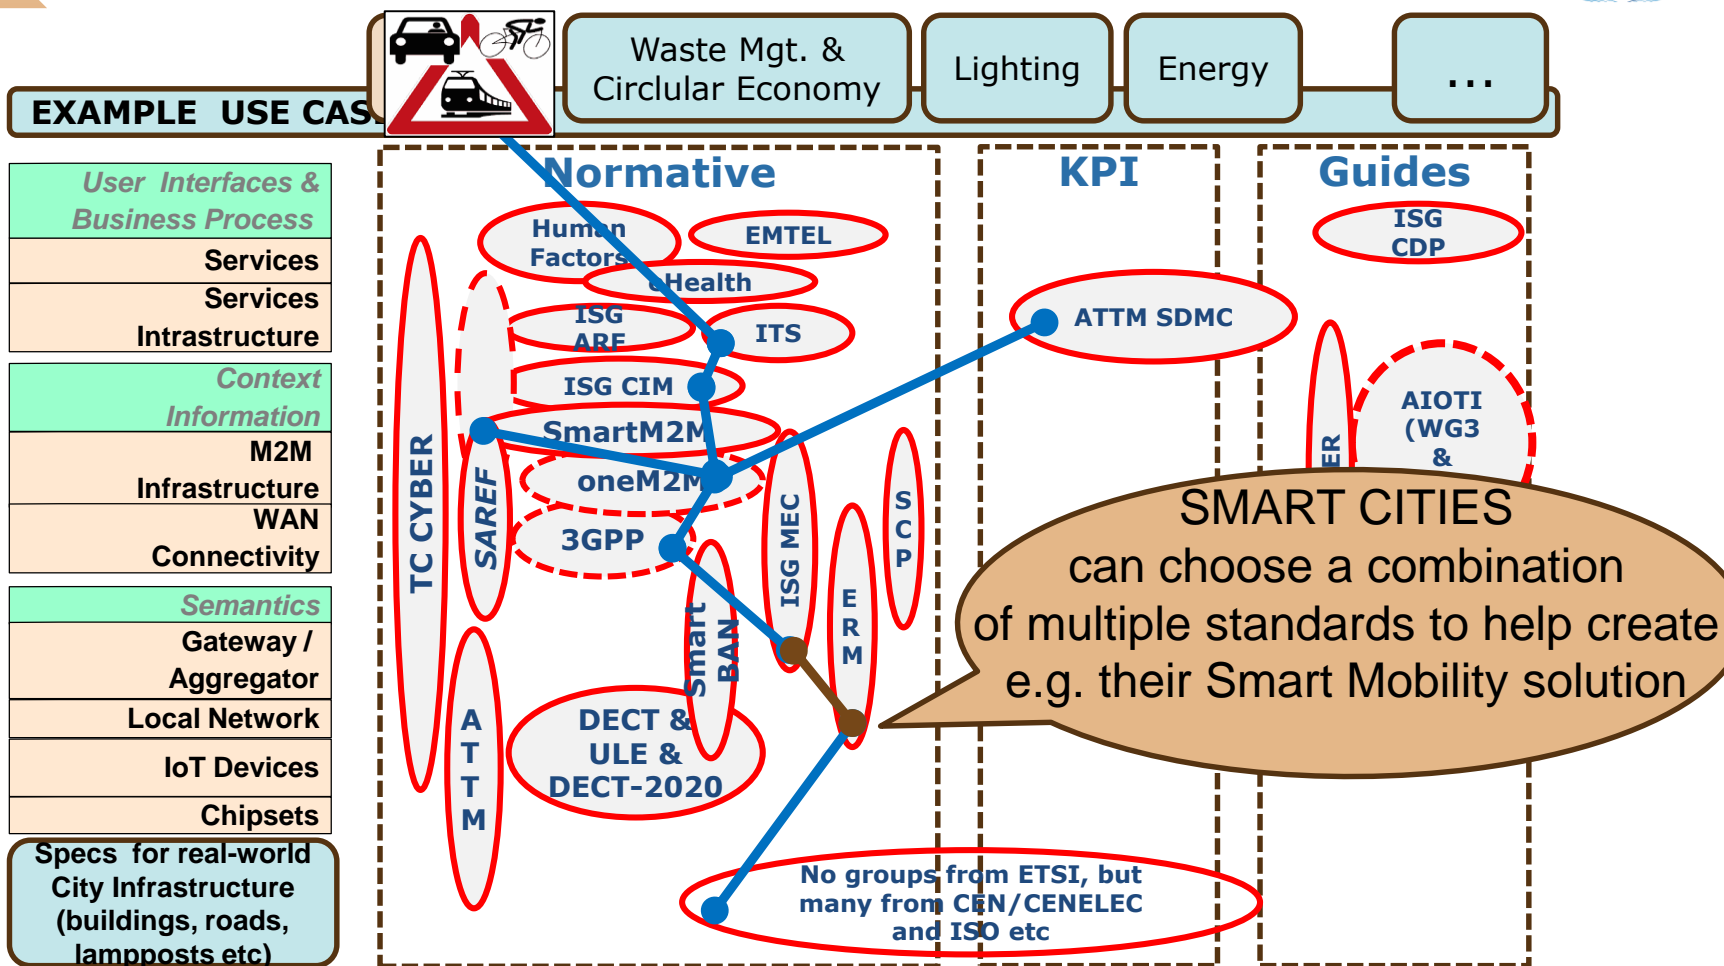 Waste Mgt. &
Circlular Economy
Lighting
Energy
...
EXAMPLE USE CAS
Normative
KPI
Guides
User Interfaces &
Business Process
Services
Services
Intrastructure
Context
Information
M2M
Infrastructure
WAN
Connectivity
Semantics
Gateway /
Aggregator
Local Network
IoT Devices
Chipsets
Specs for real-world
City Infrastructure
(buildings, roads,
lampposts etc)
Human
Factors
EMTEL
eHealth
ISG
ARF
ITS
ISG CIM
SmartM2M
oneM2M
3GPP
TC CYBER
SAREF
ISG MEC
SCP
ERM
Smart
BAN
ATTM
DECT &
ULE &
DECT-2020
ATTM SDMC
ISG
CDP
ER
AIOTI
(WG3
&
SMART CITIES
can choose a combination
of multiple standards to help create
e.g. their Smart Mobility solution
No groups from ETSI, but
many from CEN/CENELEC
and ISO etc